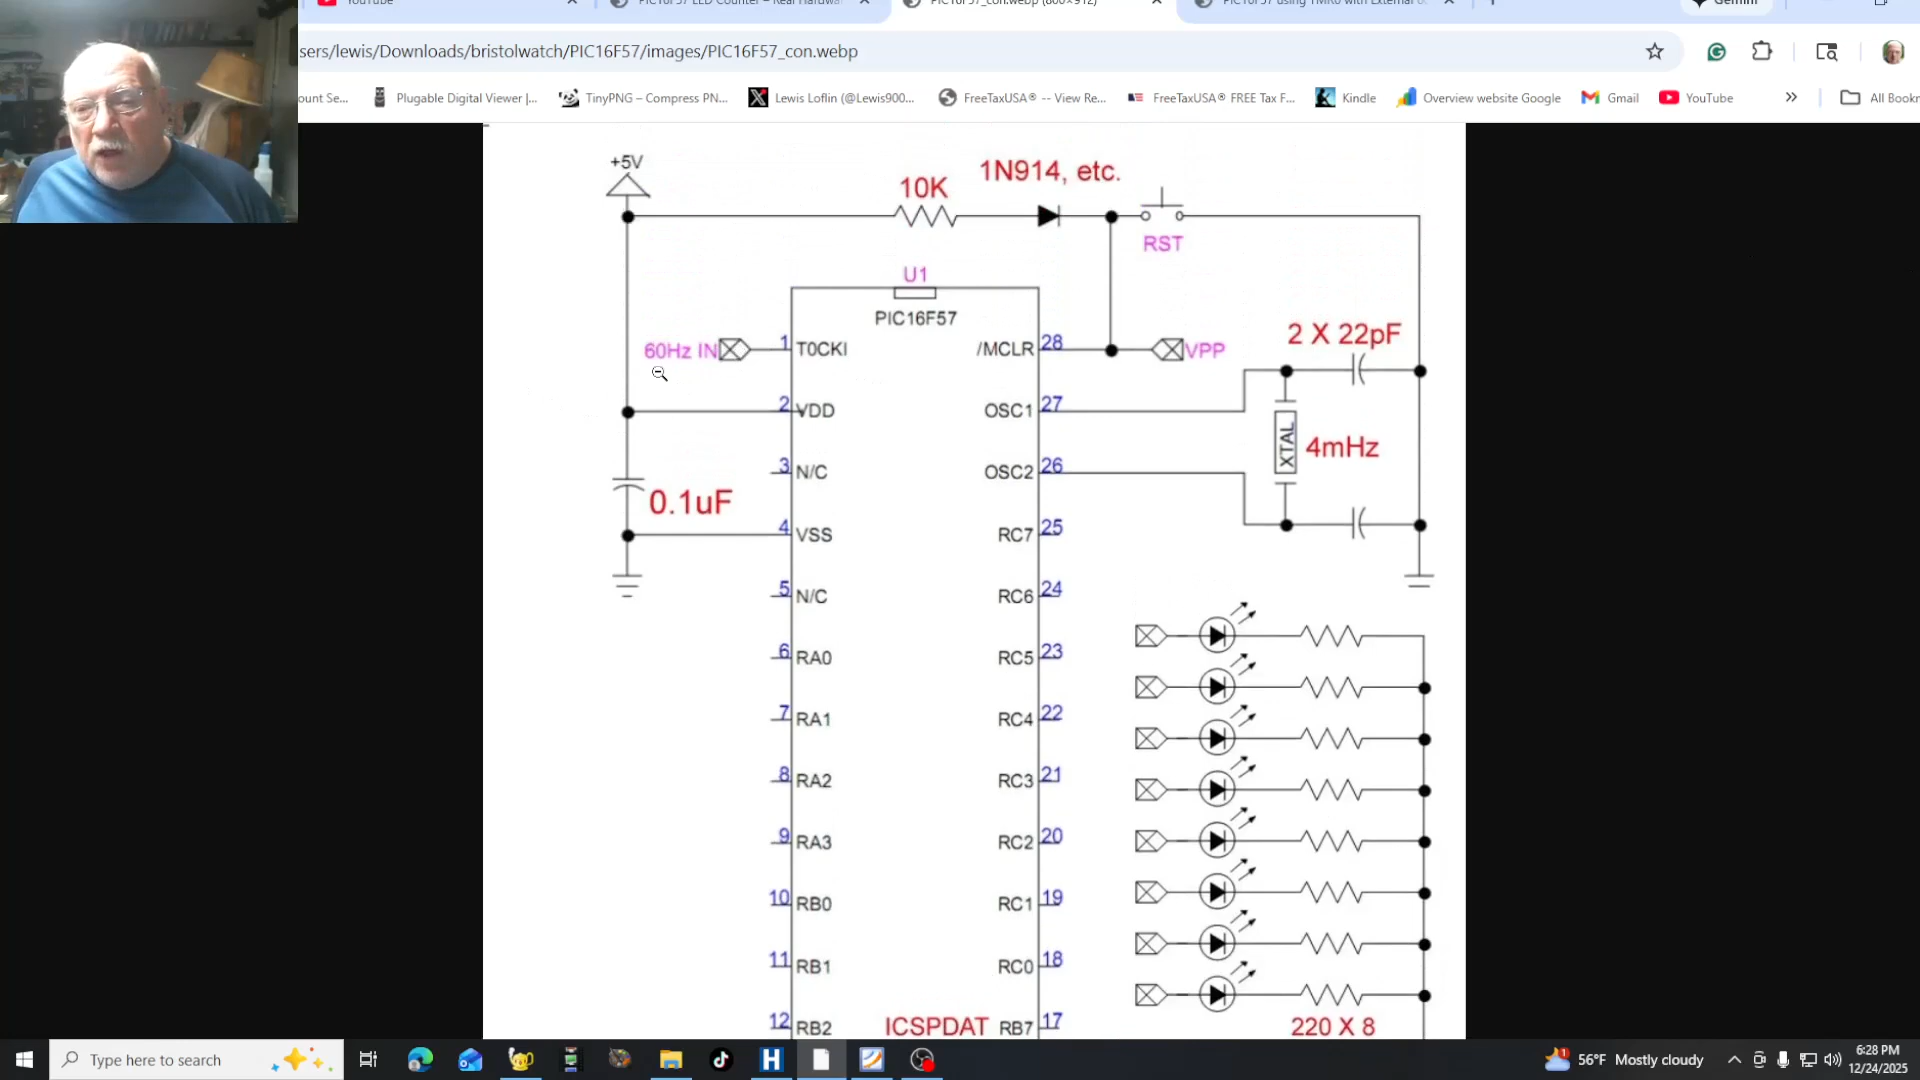 YouTube
PIC16F57 LED Counter – Real Hardwa
PIC16F57_con.webp (800×912)
PIC16F57 using TMR0 with External
Gemini
sers/lewis/Downloads/bristolwatch/PIC16F57/images/PIC16F57_con.webp
ount Se...
Plugable Digital Viewer |...
TinyPNG – Compress PN...
Lewis Loflin (@Lewis900...
FreeTaxUSA® -- View Re...
FreeTaxUSA® FREE Tax F...
Kindle
Overview website Google
Gmail
YouTube
All Bookn
+5V
10K
1N914, etc.
RST
U1
PIC16F57
60Hz IN
1 T0CKI
/MCLR 28
VPP
2 X 22pF
2 VDD
OSC1 27
XTAL
4mHz
3 N/C
OSC2 26
0.1uF
4 VSS
RC7 25
5 N/C
RC6 24
6 RA0
RC5 23
7 RA1
RC4 22
8 RA2
RC3 21
9 RA3
RC2 20
10 RB0
RC1 19
11 RB1
RC0 18
12 RB2
ICSPDAT RB7 17
220 X 8
Type here to search
1
56°F Mostly cloudy
6:28 PM
12/24/2025